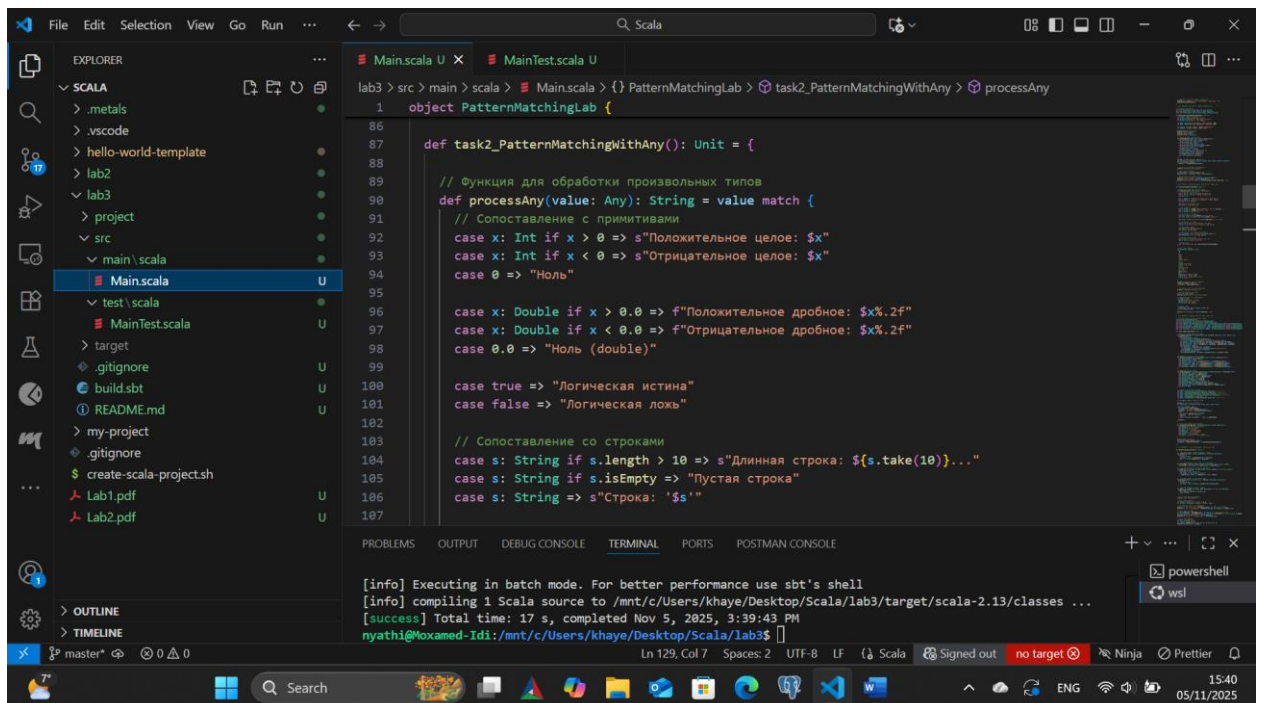 File Edit Selection View Go Run ··· Scala
EXPLORER ···
SCALA
.metals
.vscode
hello-world-template
lab2
lab3
project
src
main\scala
Main.scala U
test\scala
MainTest.scala U
target
.gitignore U
build.sbt U
README.md U
my-project
.gitignore
create-scala-project.sh
Lab1.pdf U
Lab2.pdf U
OUTLINE
TIMELINE
17
1
Main.scala U MainTest.scala U
lab3 > src > main > scala > Main.scala > {} PatternMatchingLab > task2_PatternMatchingWithAny > processAny
1 object PatternMatchingLab {
86
87 def task2_PatternMatchingWithAny(): Unit = {
88
89 // Функция для обработки произвольных типов
90 def processAny(value: Any): String = value match {
91 // Сопоставление с примитивами
92 case x: Int if x > 0 => s"Положительное целое: $x"
93 case x: Int if x < 0 => s"Отрицательное целое: $x"
94 case 0 => "Ноль"
95
96 case x: Double if x > 0.0 => f"Положительное дробное: $x%.2f"
97 case x: Double if x < 0.0 => f"Отрицательное дробное: $x%.2f"
98 case 0.0 => "Ноль (double)"
99
100 case true => "Логическая истина"
101 case false => "Логическая ложь"
102
103 // Сопоставление со строками
104 case s: String if s.length > 10 => s"Длинная строка: ${s.take(10)}..."
105 case s: String if s.isEmpty => "Пустая строка"
106 case s: String => s"Строка: '$s'"
107
PROBLEMS OUTPUT DEBUG CONSOLE TERMINAL PORTS POSTMAN CONSOLE
powershell
wsl
[info] Executing in batch mode. For better performance use sbt's shell
[info] compiling 1 Scala source to /mnt/c/Users/khaye/Desktop/Scala/lab3/target/scala-2.13/classes ...
[success] Total time: 17 s, completed Nov 5, 2025, 3:39:43 PM
nyathi@Moxamed-Idi:/mnt/c/Users/khaye/Desktop/Scala/lab3$
master* 0 0 Ln 129, Col 7 Spaces: 2 UTF-8 LF Scala Signed out no target Ninja Prettier
7° Search ENG 15:40
05/11/2025